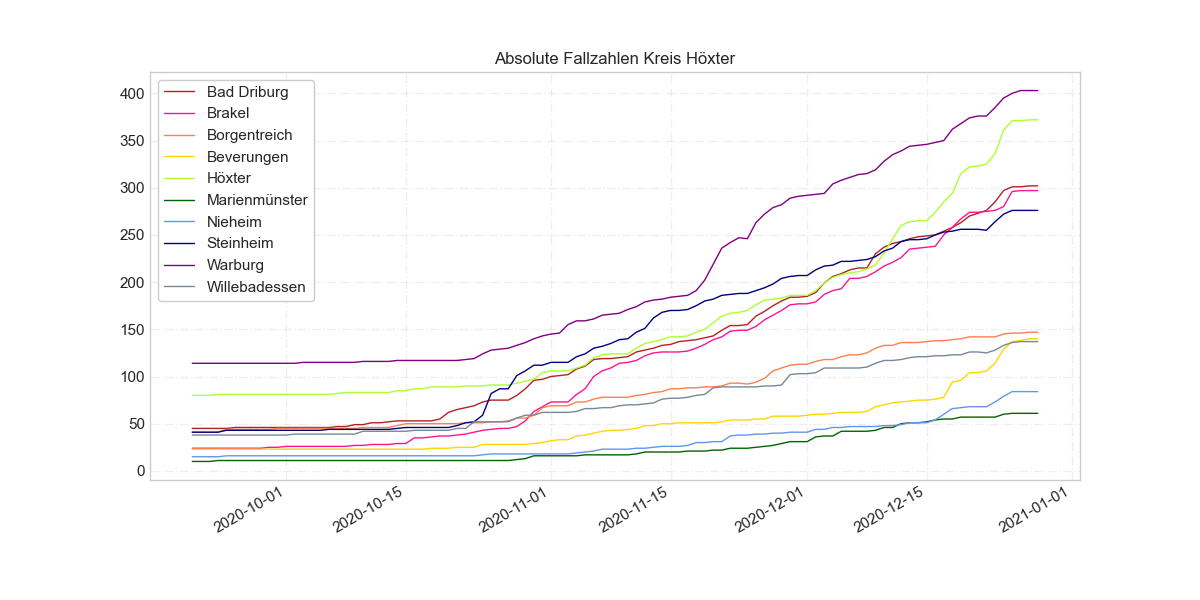 Absolute Fallzahlen Kreis Höxter
400
350
300
250
200
150
100
50
0
Bad Driburg
Brakel
Borgentreich
Beverungen
Höxter
Marienmünster
Nieheim
Steinheim
Warburg
Willebadessen
2020-10-01
2020-10-15
2020-11-01
2020-11-15
2020-12-01
2020-12-15
2021-01-01